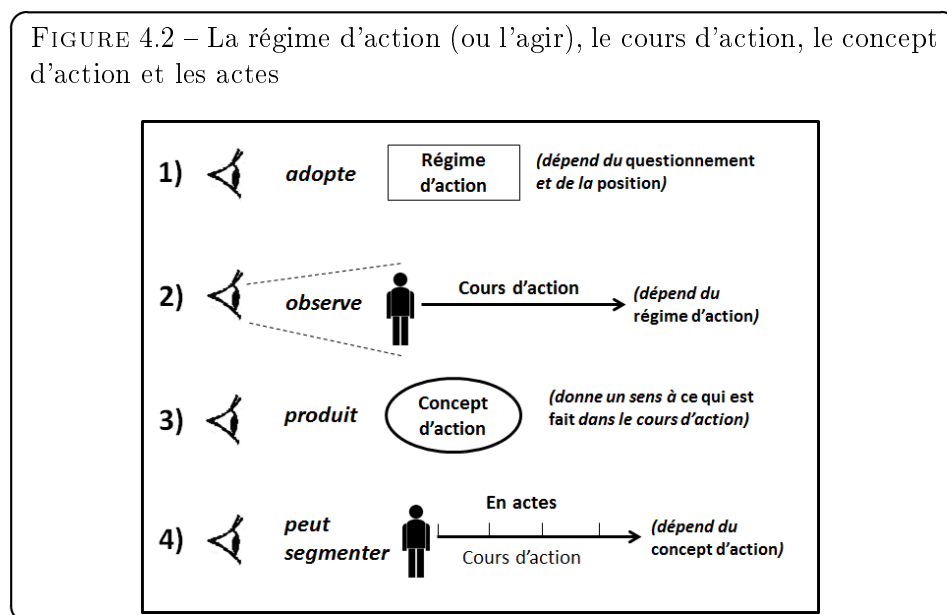 FIGURE 4.2 – La régime d'action (ou l'agir), le cours d'action, le concept
d'action et les actes
1) adopte Régime d'action (dépend du questionnement et de la position)
2) observe Cours d'action (dépend du régime d'action)
3) produit Concept d'action (donne un sens à ce qui est fait dans le cours d'action)
4) peut segmenter En actes Cours d'action (dépend du concept d'action)